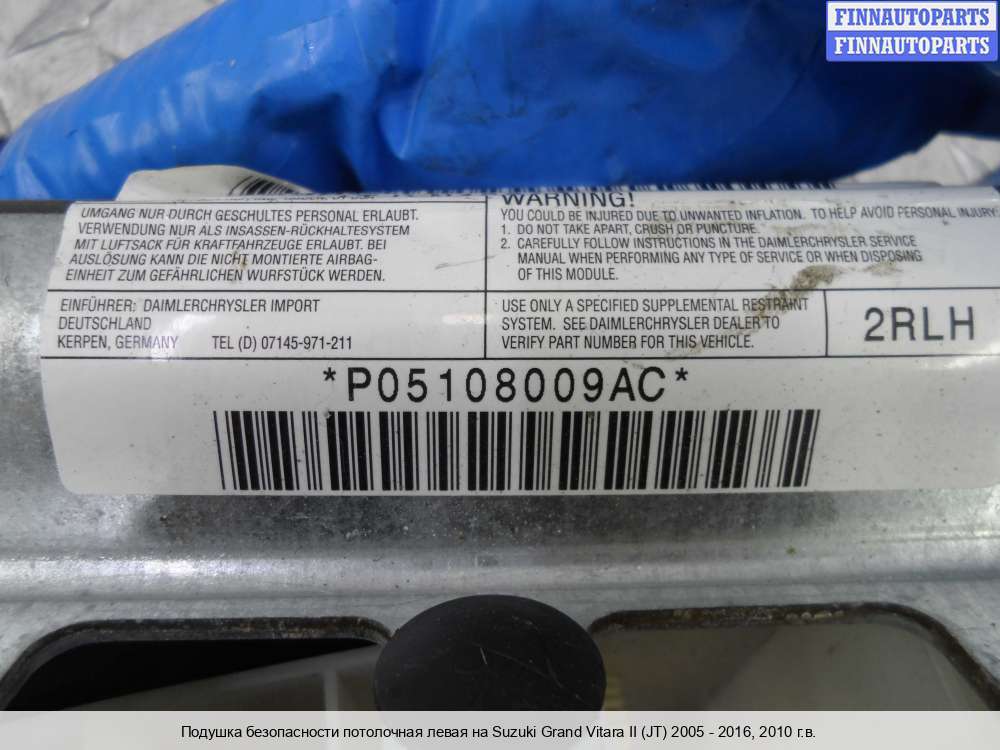 FINNAUTOPARTS
FINNAUTOPARTS
UMGANG NUR DURCH GESCHULTES PERSONAL ERLAUBT.
VERWENDUNG NUR ALS INSASSEN-RÜCKHALTESYSTEM
MIT LUFTSACK FÜR KRAFTFAHRZEUGE ERLAUBT. BEI
AUSLÖSUNG KANN DIE NICHT MONTIERTE AIRBAG-
EINHEIT ZUM GEFÄHRLICHEN WURFSTÜCK WERDEN.
WARNING!
YOU COULD BE INJURED DUE TO UNWANTED INFLATION. TO HELP AVOID PERSONAL INJURY:
1. DO NOT TAKE APART, CRUSH OR PUNCTURE.
2. CAREFULLY FOLLOW INSTRUCTIONS IN THE DAIMLERCHRYSLER SERVICE
MANUAL WHEN PERFORMING ANY TYPE OF SERVICE OR WHEN DISPOSING
OF THIS MODULE.
EINFÜHRER: DAIMLERCHRYSLER IMPORT
DEUTSCHLAND
KERPEN, GERMANY TEL (D) 07145-971-211
USE ONLY A SPECIFIED SUPPLEMENTAL RESTRAINT
SYSTEM. SEE DAIMLERCHRYSLER DEALER TO
VERIFY PART NUMBER FOR THIS VEHICLE.
2RLH
*P05108009AC*
Подушка безопасности потолочная левая на Suzuki Grand Vitara II (JT) 2005 - 2016, 2010 г.в.